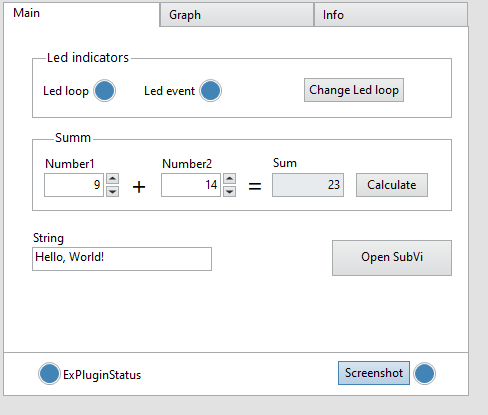 Main Graph Info
Led indicators
Led loop Led event Change Led loop
Summ
Number1 Number2 Sum
9 + 14 = 23 Calculate
String
Hello, World!
Open SubVi
ExPluginStatus Screenshot